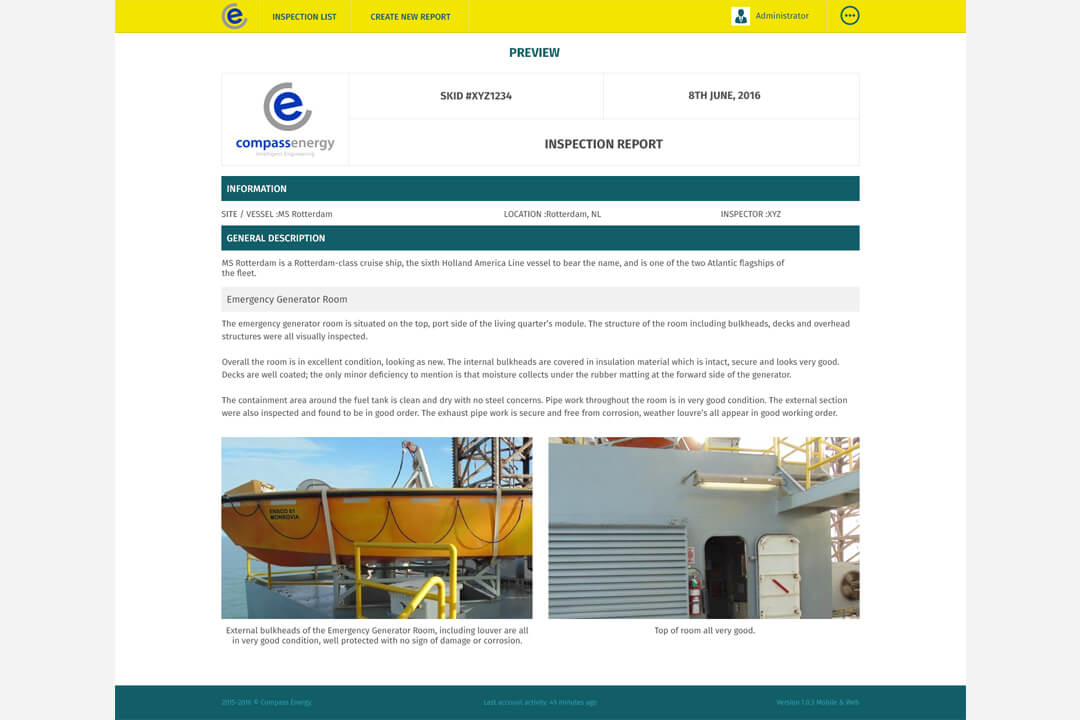 INSPECTION LIST
CREATE NEW REPORT
Administrator
PREVIEW
SKID #XYZ1234
8TH JUNE, 2016
compassenergy
Intelligent Engineering
INSPECTION REPORT
INFORMATION
SITE / VESSEL :MS Rotterdam
LOCATION :Rotterdam, NL
INSPECTOR :XYZ
GENERAL DESCRIPTION
MS Rotterdam is a Rotterdam-class cruise ship, the sixth Holland America Line vessel to bear the name, and is one of the two Atlantic flagships of
the fleet.
Emergency Generator Room
The emergency generator room is situated on the top, port side of the living quarter's module. The structure of the room including bulkheads, decks and overhead
structures were all visually inspected.
Overall the room is in excellent condition, looking as new. The internal bulkheads are covered in insulation material which is intact, secure and looks very good.
Decks are well coated; the only minor deficiency to mention is that moisture collects under the rubber matting at the forward side of the generator.
The containment area around the fuel tank is clean and dry with no steel concerns. Pipe work throughout the room is in very good condition. The external section
were also inspected and found to be in good order. The exhaust pipe work is secure and free from corrosion, weather louvre's all appear in good working order.
ENSCO 81
MONROVIA
External bulkheads of the Emergency Generator Room, including louver are all
in very good condition, well protected with no sign of damage or corrosion.
Top of room all very good.
2015-2016 © Compass Energy.
Last account activity: 49 minutes ago
Version 1.0.3 Mobile & Web